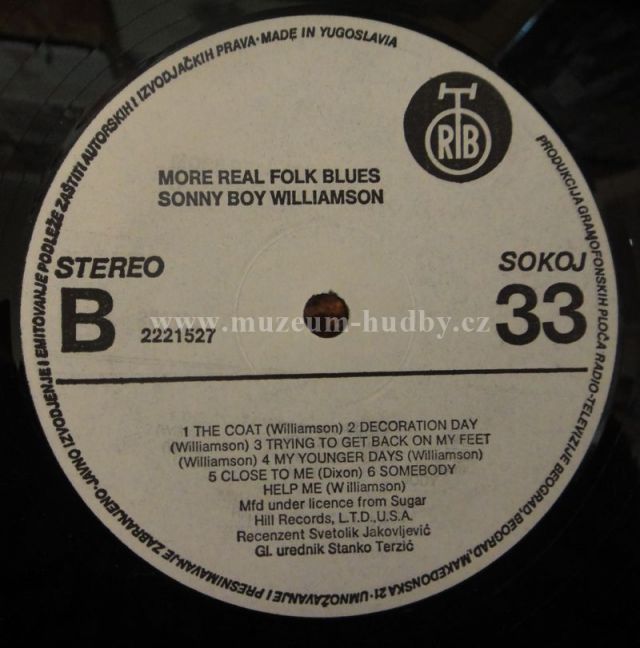 UMNOŽAVANJE I PRESNIMAVANJE ZABRANJENO • JAVNO IZVODJENJE I EMITOVANJE PODLEŽE ZAŠTITI AUTORSKIH I IZVODJAČKIH PRAVA • MADE IN YUGOSLAVIA
PRODUKCIJA GRAMOFONSKIH PLOČA RADIO-TELEVIZIJE BEOGRAD, BEOGRAD, MAKEDONSKA 21 •
RTB
MORE REAL FOLK BLUES
SONNY BOY WILLIAMSON
STEREO
SOKOJ
B
2221527
33
www.muzeum-hudby.cz
1 THE COAT (Williamson) 2 DECORATION DAY
(Williamson) 3 TRYING TO GET BACK ON MY FEET
(Williamson) 4 MY YOUNGER DAYS (Williamson)
5 CLOSE TO ME (Dixon) 6 SOMEBODY
HELP ME (Williamson)
Mfd under licence from Sugar
Hill Records, L.T.D., U.S.A.
Recenzent Svetolik Jakovljević
Gl. urednik Stanko Terzić